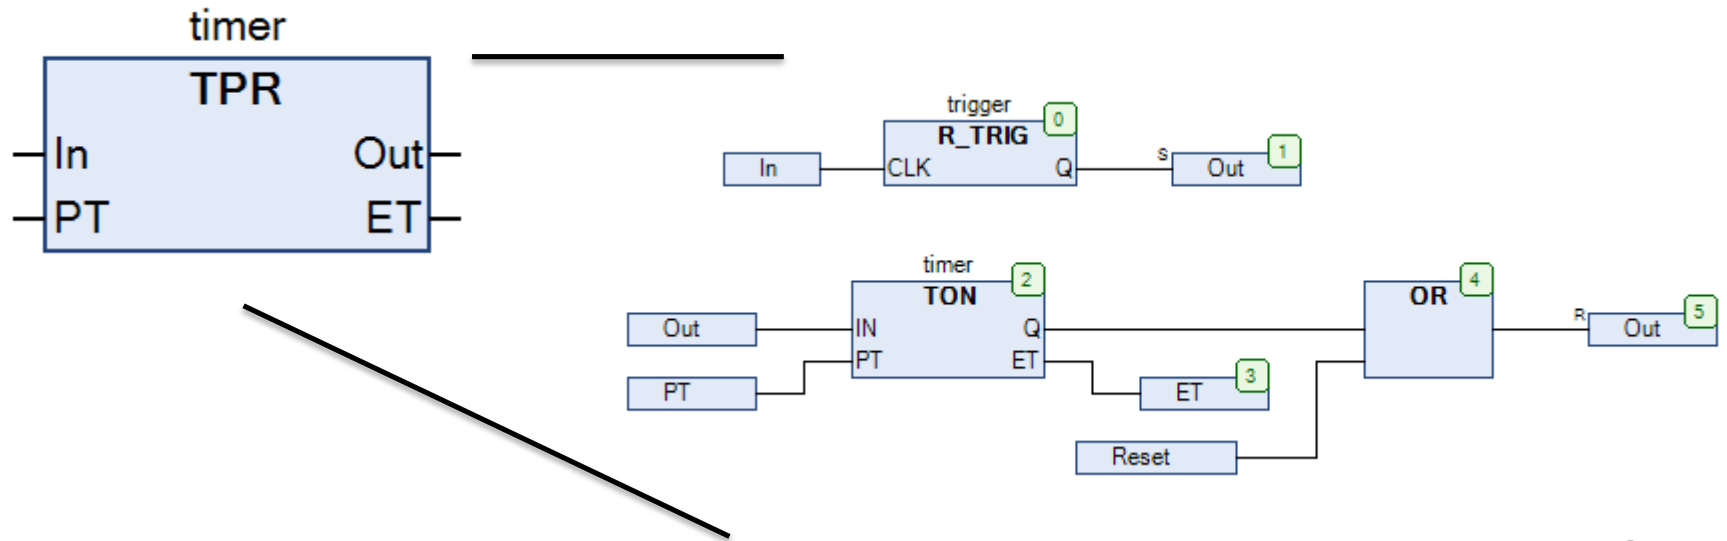 timer
TPR
In Out
PT ET
trigger
0
R_TRIG
In CLK Q S Out 1
timer
2
TON
4
OR
Out IN Q R Out 5
PT PT ET ET 3
Reset